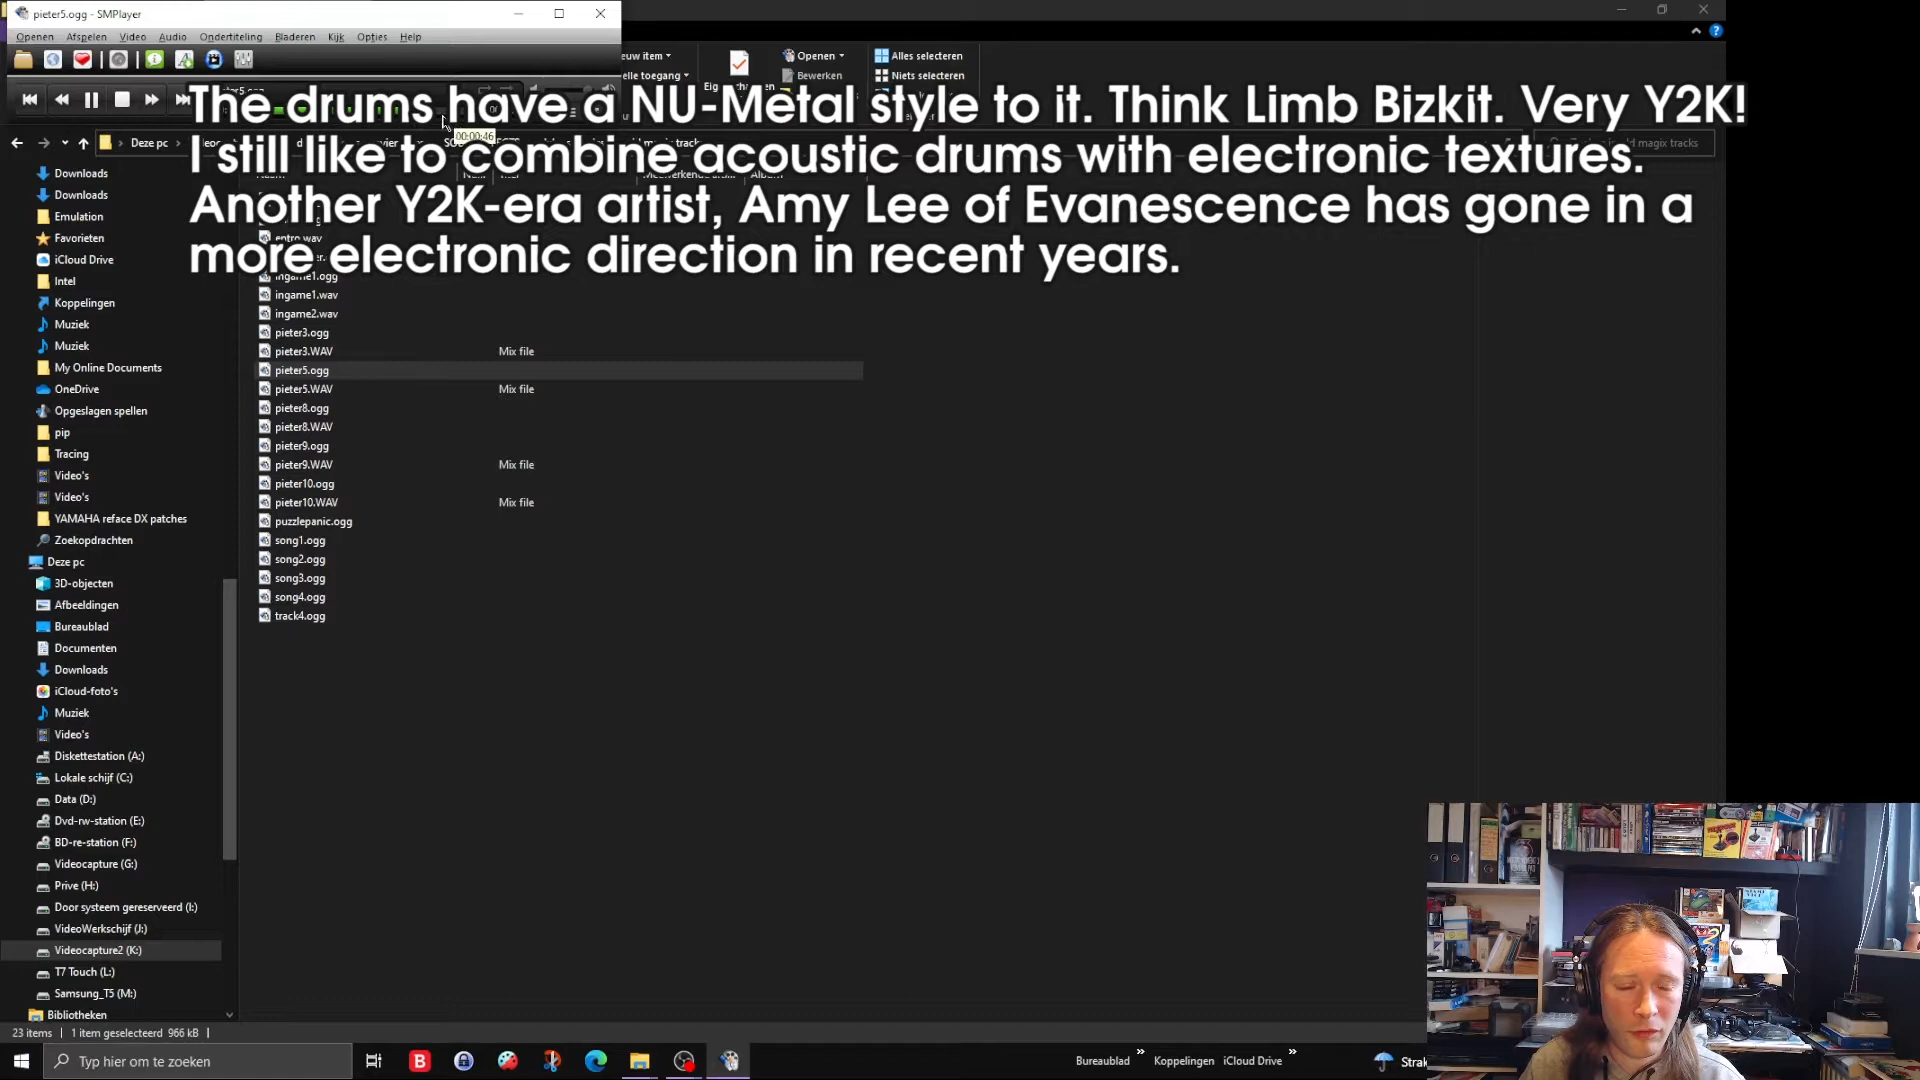 pieter5.ogg - SMPlayer
Openen Afspelen Video Audio Ondertiteling Bladeren Kijk Opties Help
Openen
Bewerken
Alles selecteren
Niets selecteren
The drums have a NU-Metal style to it. Think Limb Bizkit. Very Y2K!
I still like to combine acoustic drums with electronic textures.
Another Y2K-era artist, Amy Lee of Evanescence has gone in a
more electronic direction in recent years.
00:00:46
Deze pc
magix tracks
Downloads
Downloads
Emulation
Favorieten
iCloud Drive
Intel
Koppelingen
Muziek
Muziek
My Online Documents
OneDrive
Opgeslagen spellen
pip
Tracing
Video's
Video's
YAMAHA reface DX patches
Zoekopdrachten
Deze pc
3D-objecten
Afbeeldingen
Bureaublad
Documenten
Downloads
iCloud-foto's
Muziek
Video's
Diskettestation (A:)
Lokale schijf (C:)
Data (D:)
Dvd-rw-station (E:)
BD-re-station (F:)
Videocapture (G:)
Prive (H:)
Door systeem gereserveerd (I:)
VideoWerkschijf (J:)
Videocapture2 (K:)
T7 Touch (L:)
Samsung_T5 (M:)
Bibliotheken
ingame1.ogg
ingame1.wav
ingame2.wav
pieter3.ogg
pieter3.WAV Mix file
pieter5.ogg
pieter5.WAV Mix file
pieter8.ogg
pieter8.WAV
pieter9.ogg
pieter9.WAV Mix file
pieter10.ogg
pieter10.WAV Mix file
puzzlepanic.ogg
song1.ogg
song2.ogg
song3.ogg
song4.ogg
track4.ogg
23 items 1 item geselecteerd 966 kB
Typ hier om te zoeken
Bureaublad Koppelingen iCloud Drive